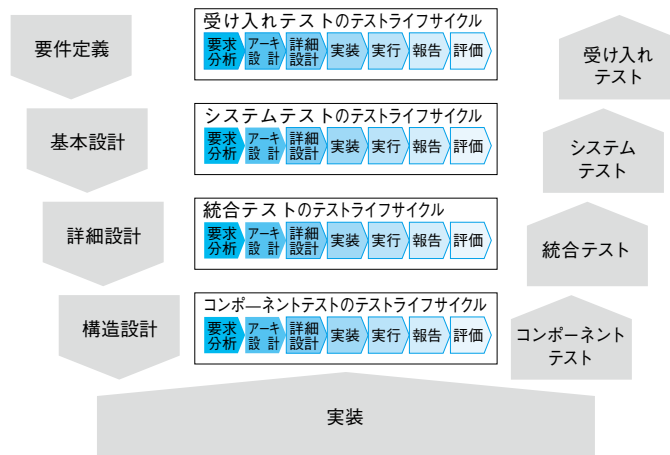 要件定義
受け入れテストのテストライフサイクル
要求
分析
アーキ
設 計
詳細
設計
実装
実行
報告
評価
受け入れ
テスト
基本設計
システムテストのテストライフサイクル
要求
分析
アーキ
設 計
詳細
設計
実装
実行
報告
評価
システム
テスト
詳細設計
統合テストのテストライフサイクル
要求
分析
アーキ
設 計
詳細
設計
実装
実行
報告
評価
統合テスト
構造設計
コンポ―ネントテストのテストライフサイクル
要求
分析
アーキ
設 計
詳細
設計
実装
実行
報告
評価
コンポーネント
テスト
実装